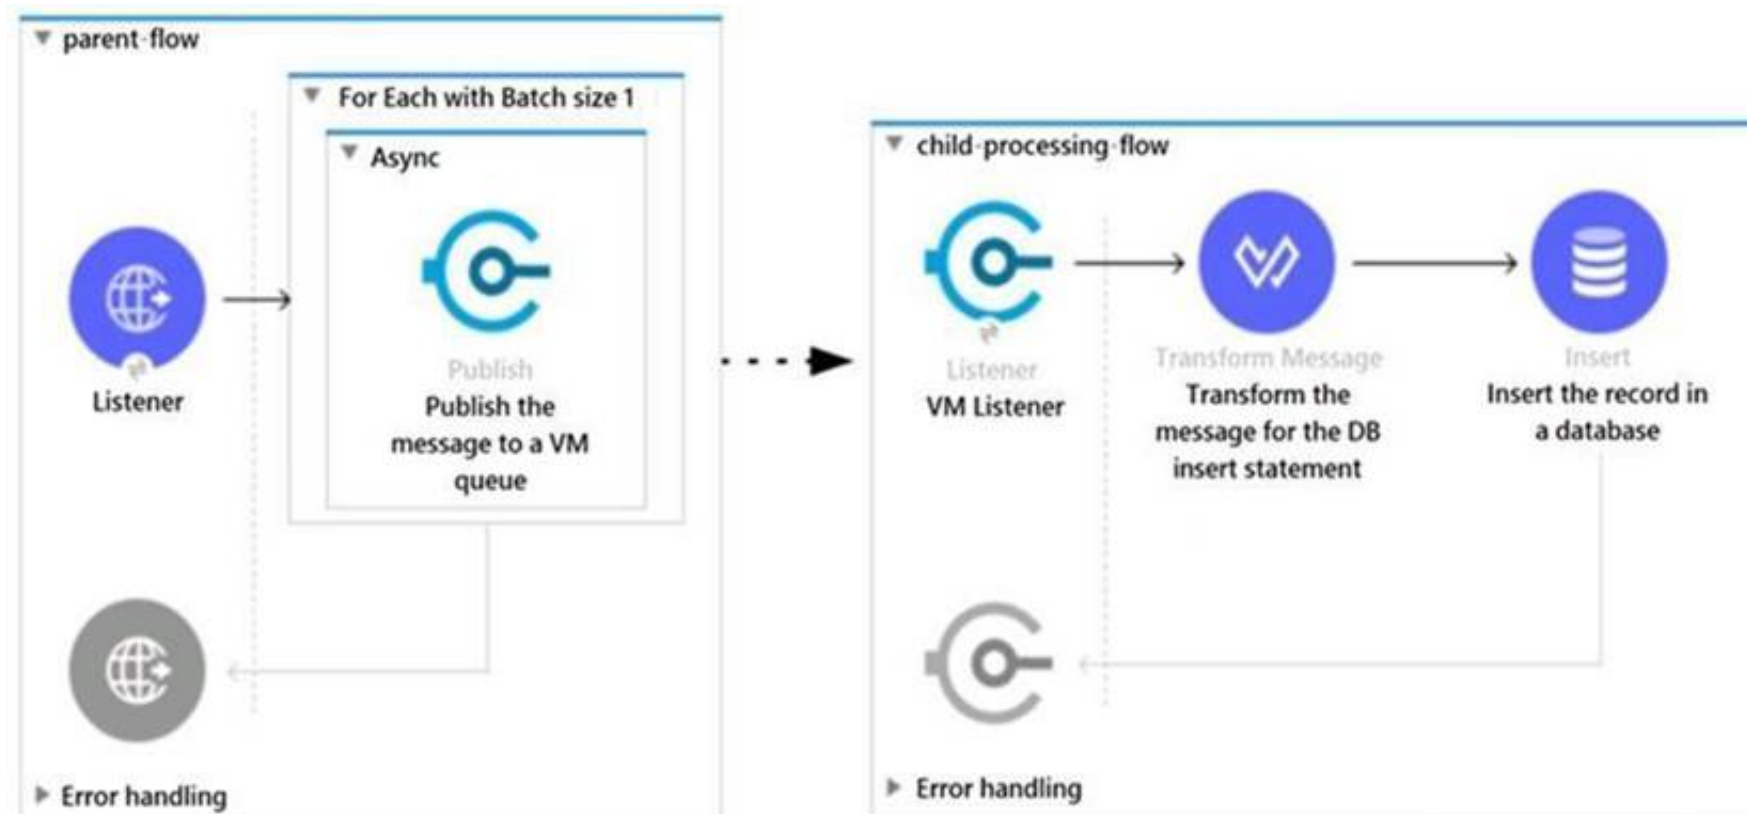 parent-flow
For Each with Batch size 1
Async
Listener
Publish
Publish the
message to a VM
queue
Error handling
child-processing-flow
Listener
VM Listener
Transform Message
Transform the
message for the DB
insert statement
Insert
Insert the record in
a database
Error handling